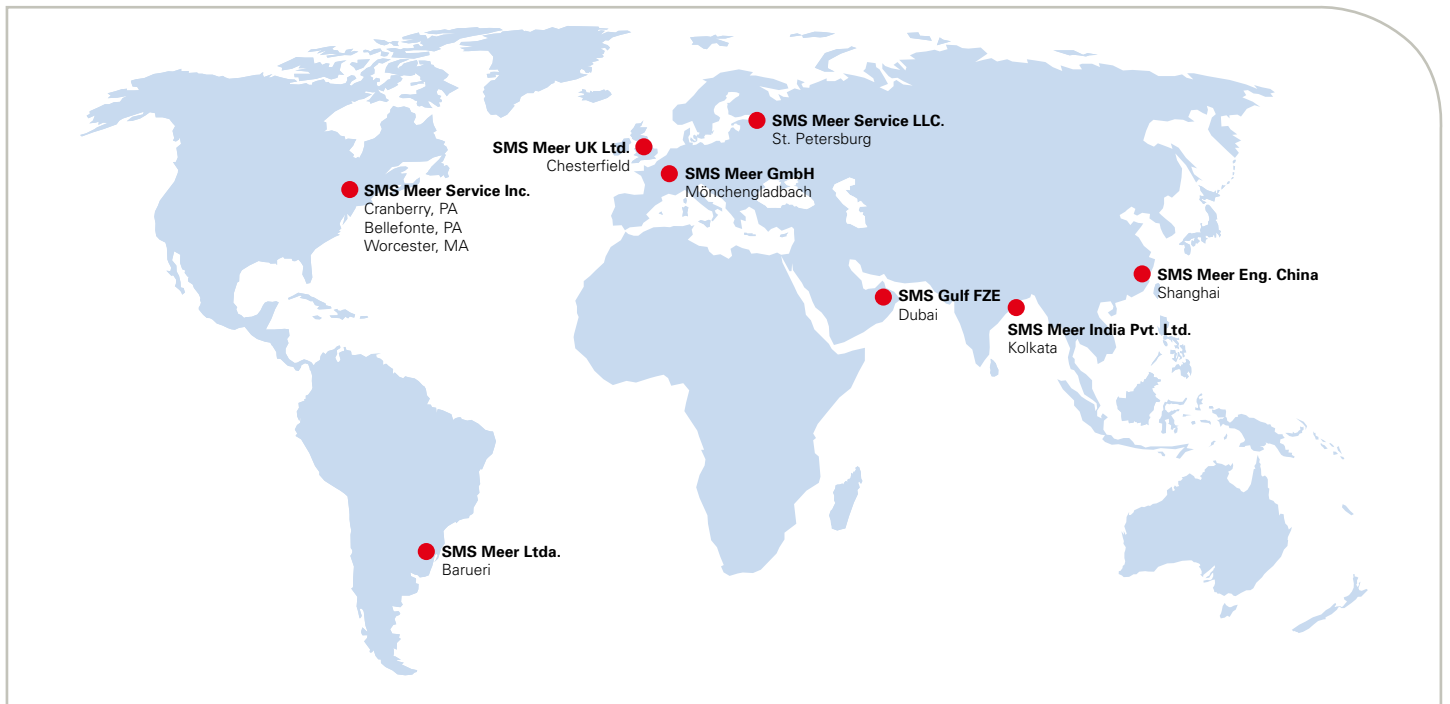 SMS Meer Service LLC.
St. Petersburg
SMS Meer UK Ltd.
Chesterfield
SMS Meer GmbH
Mönchengladbach
SMS Meer Service Inc.
Cranberry, PA
Bellefonte, PA
Worcester, MA
SMS Meer Eng. China
Shanghai
SMS Gulf FZE
Dubai
SMS Meer India Pvt. Ltd.
Kolkata
SMS Meer Ltda.
Barueri